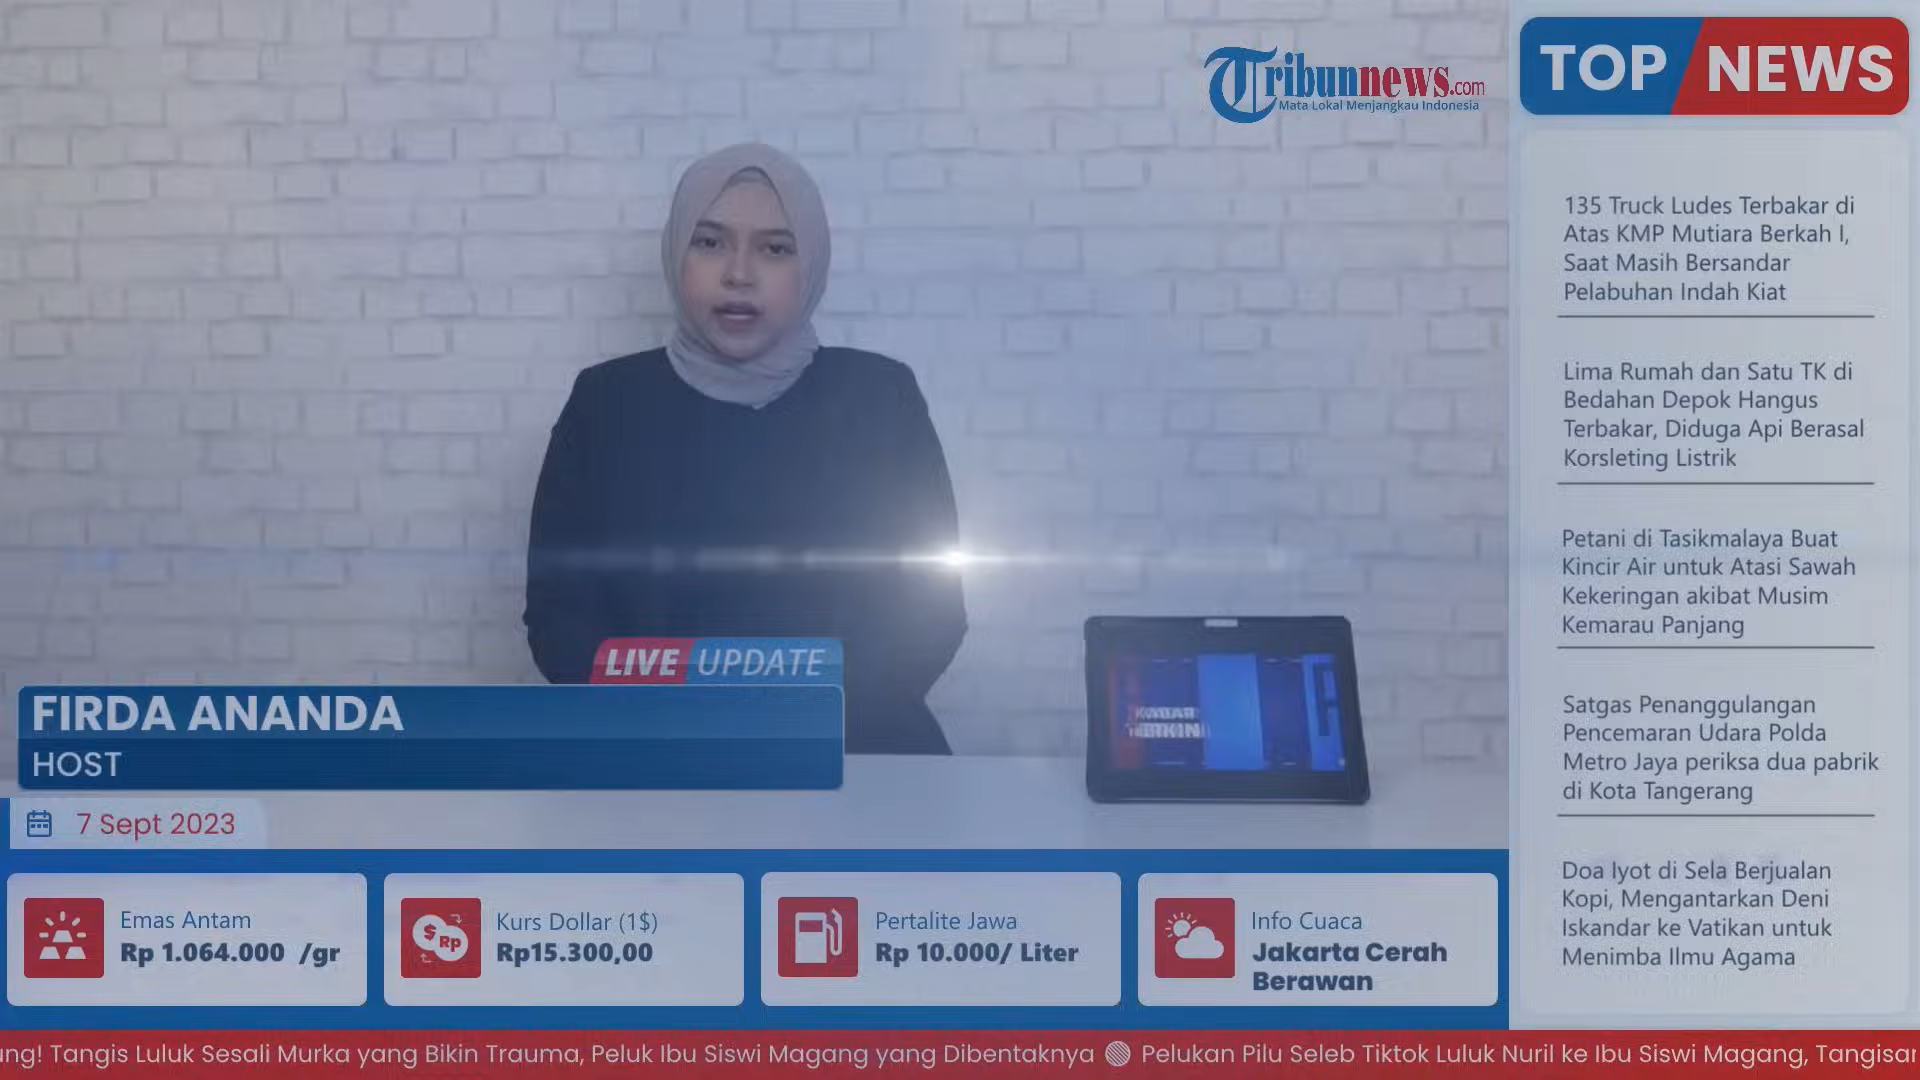 Tribunnews.com
Mata Lokal Menjangkau Indonesia
TOP NEWS
135 Truck Ludes Terbakar di
Atas KMP Mutiara Berkah I,
Saat Masih Bersandar
Pelabuhan Indah Kiat
Lima Rumah dan Satu TK di
Bedahan Depok Hangus
Terbakar, Diduga Api Berasal
Korsleting Listrik
Petani di Tasikmalaya Buat
Kincir Air untuk Atasi Sawah
Kekeringan akibat Musim
Kemarau Panjang
Satgas Penanggulangan
Pencemaran Udara Polda
Metro Jaya periksa dua pabrik
di Kota Tangerang
Doa Iyot di Sela Berjualan
Kopi, Mengantarkan Deni
Iskandar ke Vatikan untuk
Menimba Ilmu Agama
LIVE UPDATE
FIRDA ANANDA
HOST
7 Sept 2023
Emas Antam
Rp 1.064.000 /gr
Kurs Dollar (1$)
Rp15.300,00
Pertalite Jawa
Rp 10.000/ Liter
Info Cuaca
Jakarta Cerah
Berawan
ung! Tangis Luluk Sesali Murka yang Bikin Trauma, Peluk Ibu Siswi Magang yang Dibentaknya Pelukan Pilu Seleb Tiktok Luluk Nuril ke Ibu Siswi Magang, Tangisan